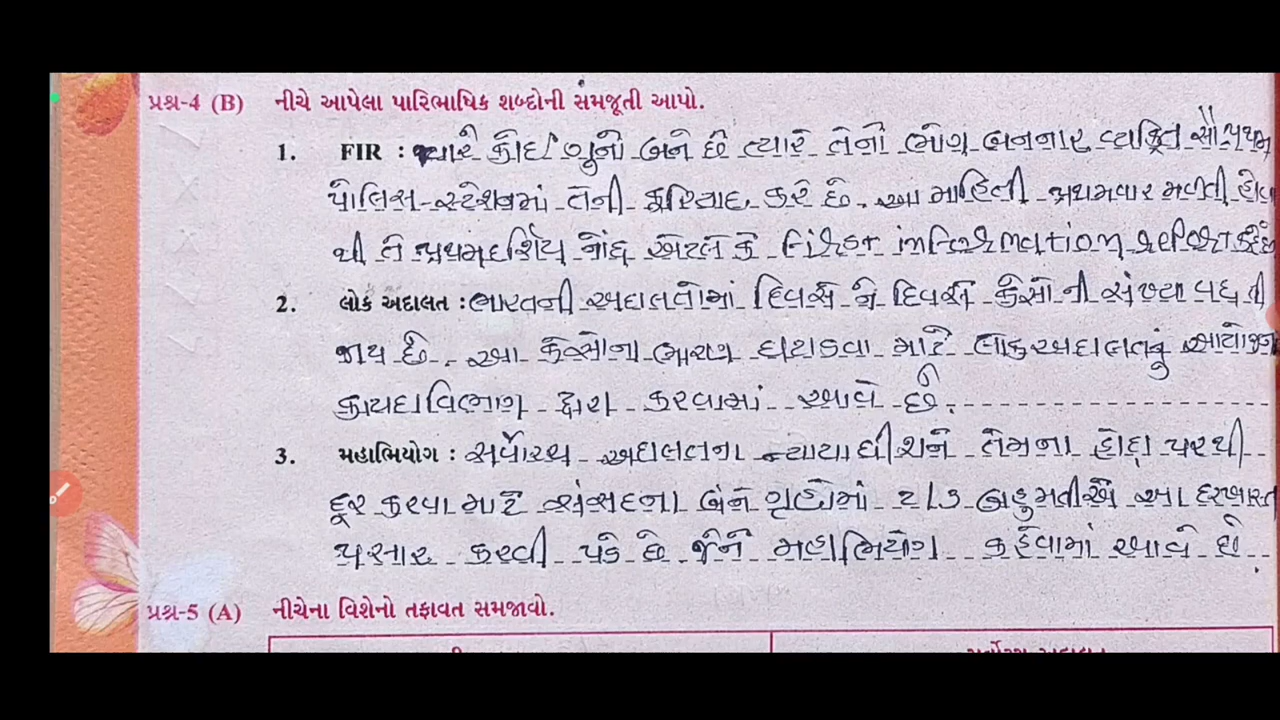 પ્રશ્ન-4 (B) નીચે આપેલા પારિભાષિક શબ્દોની સંમજૂતી આપો.
1. FIR : જ્યારે કોઈ ગુનો બને છે ત્યારે તેનો ભોગ બનનાર વ્યક્તિ સૌપ્રથમ
પોલિસ સ્ટેશનમાં તેની ફરિયાદ કરે છે. આ માહિતી પ્રથમવાર મળતી હોવા
થી તે પ્રથમદર્શિય નોંધ એટલે કે First information report કહે છે
2. લોક અદાલત : ભારતની અદાલતોમાં દિવસે ને દિવસે કેસોની સંખ્યા વધતી
જાય છે. આ કેસોના ભારણ ઘટાડવા માટે લોકઅદાલતનું આયોજન
કાયદાવિભાગ દ્વારા કરવામાં આવે છે.
3. મહાભિયોગ : સર્વોચ્ચ અદાલતના ન્યાયાધીશને તેમના હોદ્દા પરથી
દૂર કરવા માટે સંસદના બંને ગૃહોમાં 2/3 બહુમતીએ આ દરખાસ્ત
પસાર કરવી પડે છે જેને મહાભિયોગ કહેવામાં આવે છે.
પ્રશ્ન-5 (A) નીચેના વિશેનો તફાવત સમજાવો.